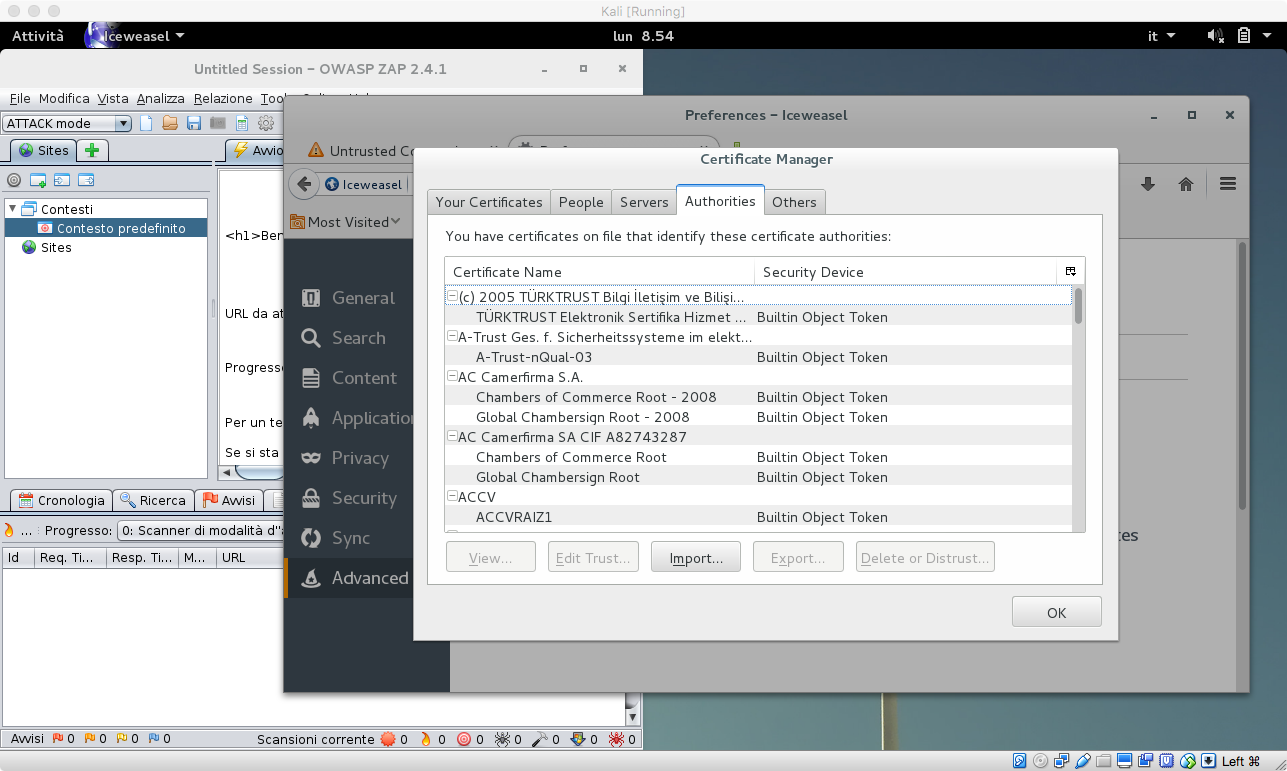 Kali [Running]
Attività Iceweasel lun 8.54 it
Untitled Session – OWASP ZAP 2.4.1
File Modifica Vista Analizza Relazione
ATTACK mode
Sites
Avvio
Contesti
Contesto predefinito
Sites
<h1>Ben
URL da at
Progress
Per un te
Se si sta
Cronologia Ricerca Avvisi
... Progresso: 0: Scanner di modalità d"a
Id Req. Ti... Resp. Ti... M... URL
Avvisi 0 0 0 0 Scansioni corrente 0 0 0 0 0 0 0
Preferences – Iceweasel
Untrusted Co
Iceweasel
Most Visited
General
Search
Content
Application
Privacy
Security
Sync
Advanced
Certificate Manager
Your Certificates People Servers Authorities Others
You have certificates on file that identify these certificate authorities:
Certificate Name Security Device
(c) 2005 TÜRKTRUST Bilgi İletişim ve Bilişi...
TÜRKTRUST Elektronik Sertifika Hizmet ... Builtin Object Token
A-Trust Ges. f. Sicherheitssysteme im elekt...
A-Trust-nQual-03 Builtin Object Token
AC Camerfirma S.A.
Chambers of Commerce Root - 2008 Builtin Object Token
Global Chambersign Root - 2008 Builtin Object Token
AC Camerfirma SA CIF A82743287
Chambers of Commerce Root Builtin Object Token
Global Chambersign Root Builtin Object Token
ACCV
ACCVRAIZ1 Builtin Object Token
View... Edit Trust... Import... Export... Delete or Distrust...
OK
tes
Left ⌘